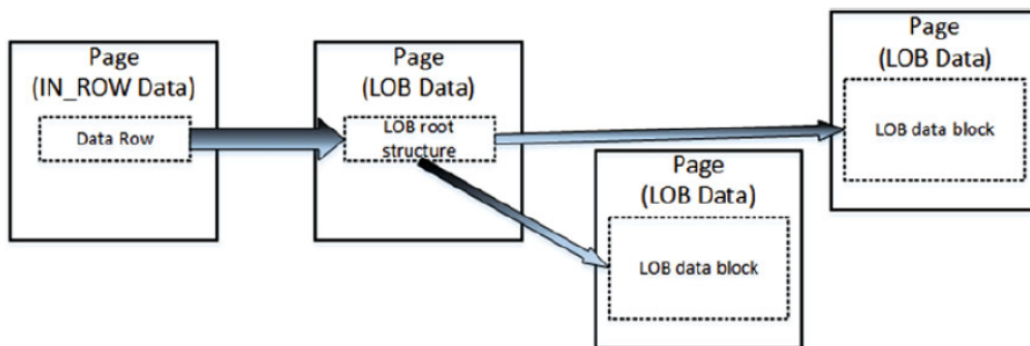 Page
(IN_ROW Data)
Data Row
Page
(LOB Data)
LOB root
structure
Page
(LOB Data)
LOB data block
Page
(LOB Data)
LOB data block